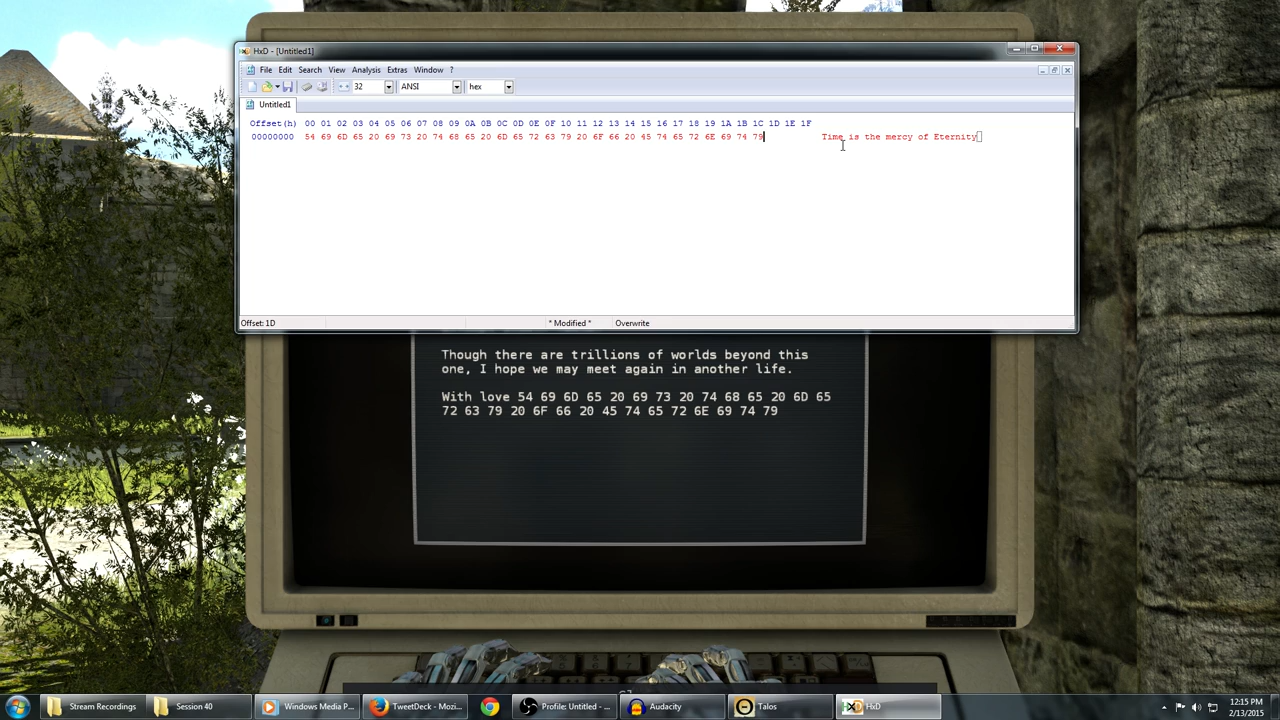 HxD - [Untitled1]
File Edit Search View Analysis Extras Window ?
32 ANSI hex
Untitled1
Offset(h) 00 01 02 03 04 05 06 07 08 09 0A 0B 0C 0D 0E 0F 10 11 12 13 14 15 16 17 18 19 1A 1B 1C 1D 1E 1F
00000000 54 69 6D 65 20 69 73 20 74 68 65 20 6D 65 72 63 79 20 6F 66 20 45 74 65 72 6E 69 74 79 Time is the mercy of Eternity
Offset: 1D * Modified * Overwrite
Though there are trillions of worlds beyond this
one, I hope we may meet again in another life.
With love 54 69 6D 65 20 69 73 20 74 68 65 20 6D 65
72 63 79 20 6F 66 20 45 74 65 72 6E 69 74 79
Stream Recordings Session 40 Windows Media P... TweetDeck - Mozi... Profile: Untitled - ... Audacity Talos HxD
12:15 PM
2/13/2015